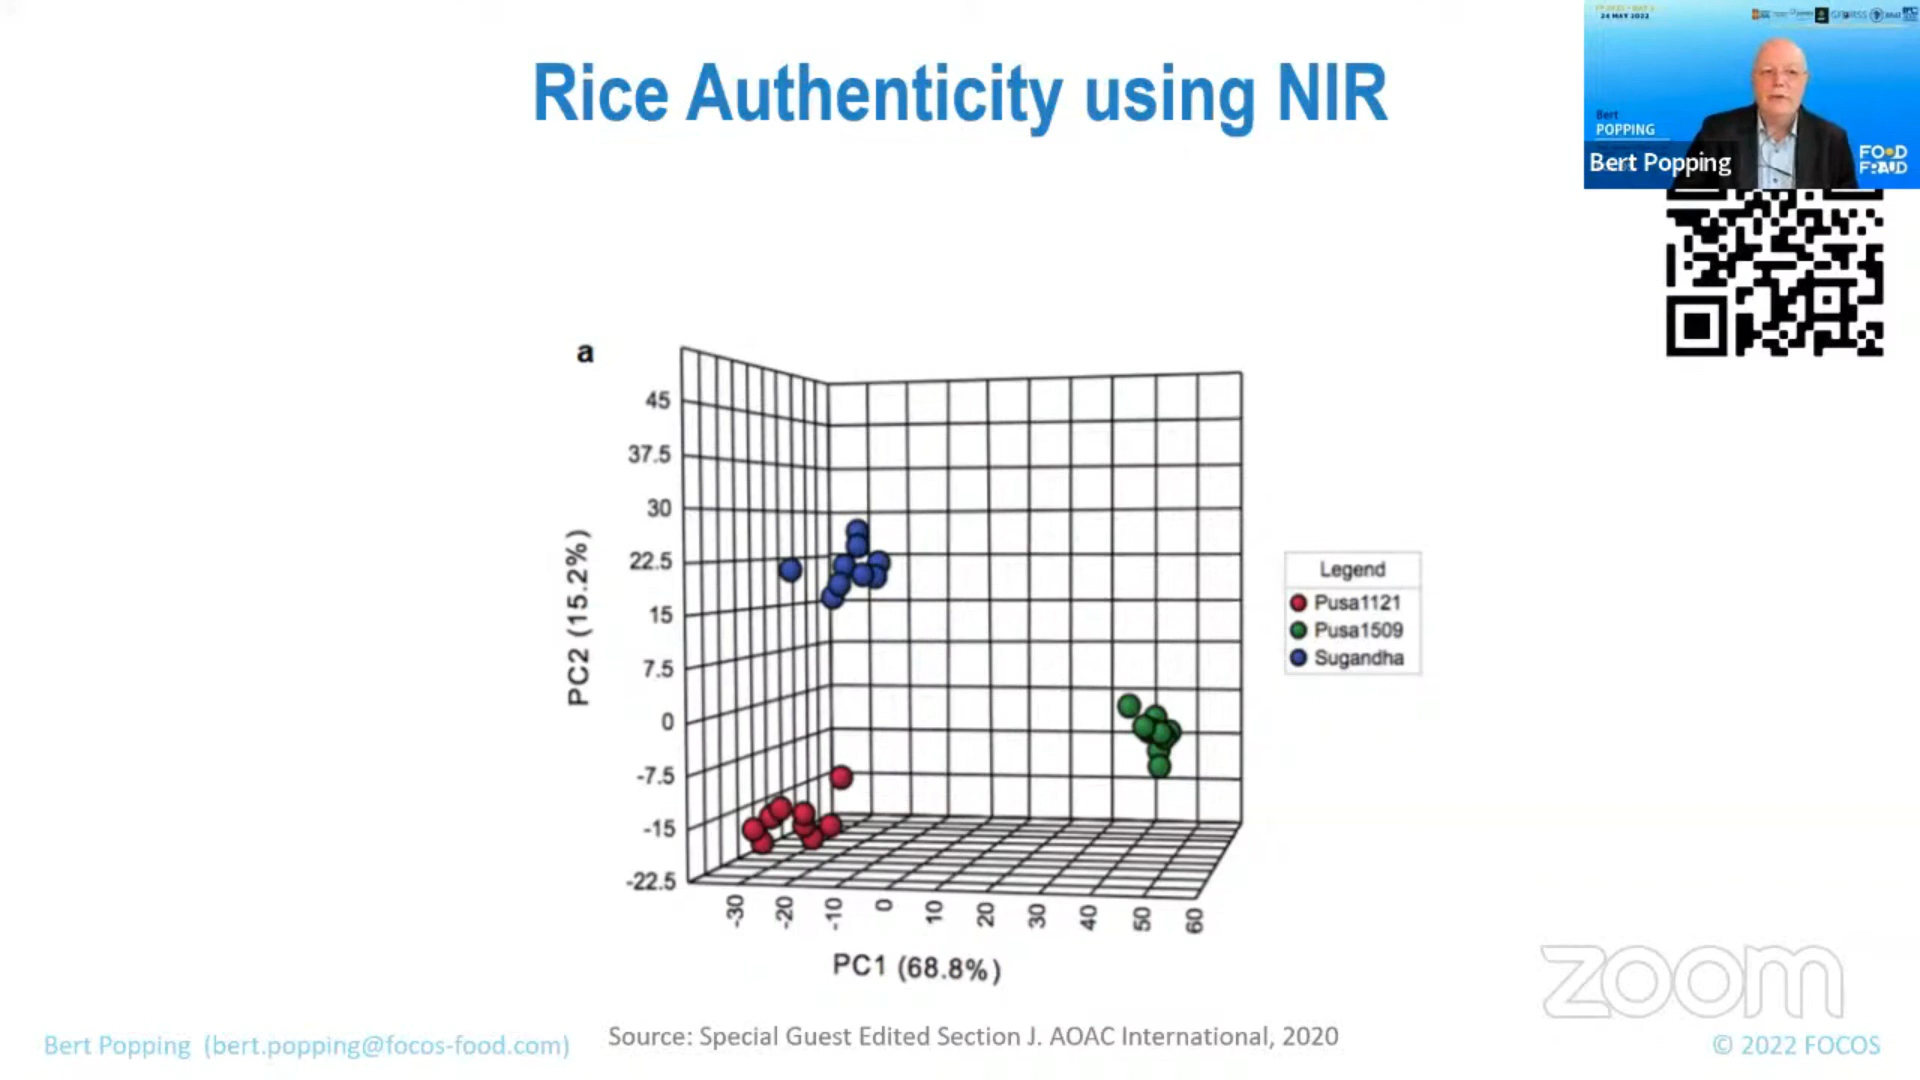 Rice Authenticity using NIR
24 MAY 2022
Bert
POPPING
Bert Popping
FOOD
FRAUD
a
45
37.5
30
22.5
15
7.5
0
-7.5
-15
-22.5
PC2 (15.2%)
-30
-20
-10
0
10
20
30
40
50
60
PC1 (68.8%)
Legend
Pusa1121
Pusa1509
Sugandha
zoom
Bert Popping (bert.popping@focos-food.com)
Source: Special Guest Edited Section J. AOAC International, 2020
© 2022 FOCOS